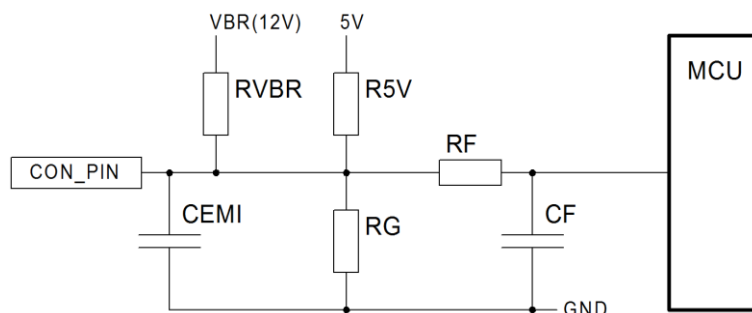 VBR(12V) 5V
MCU
RVBR R5V
RF
CON_PIN
CEMI RG CF
GND